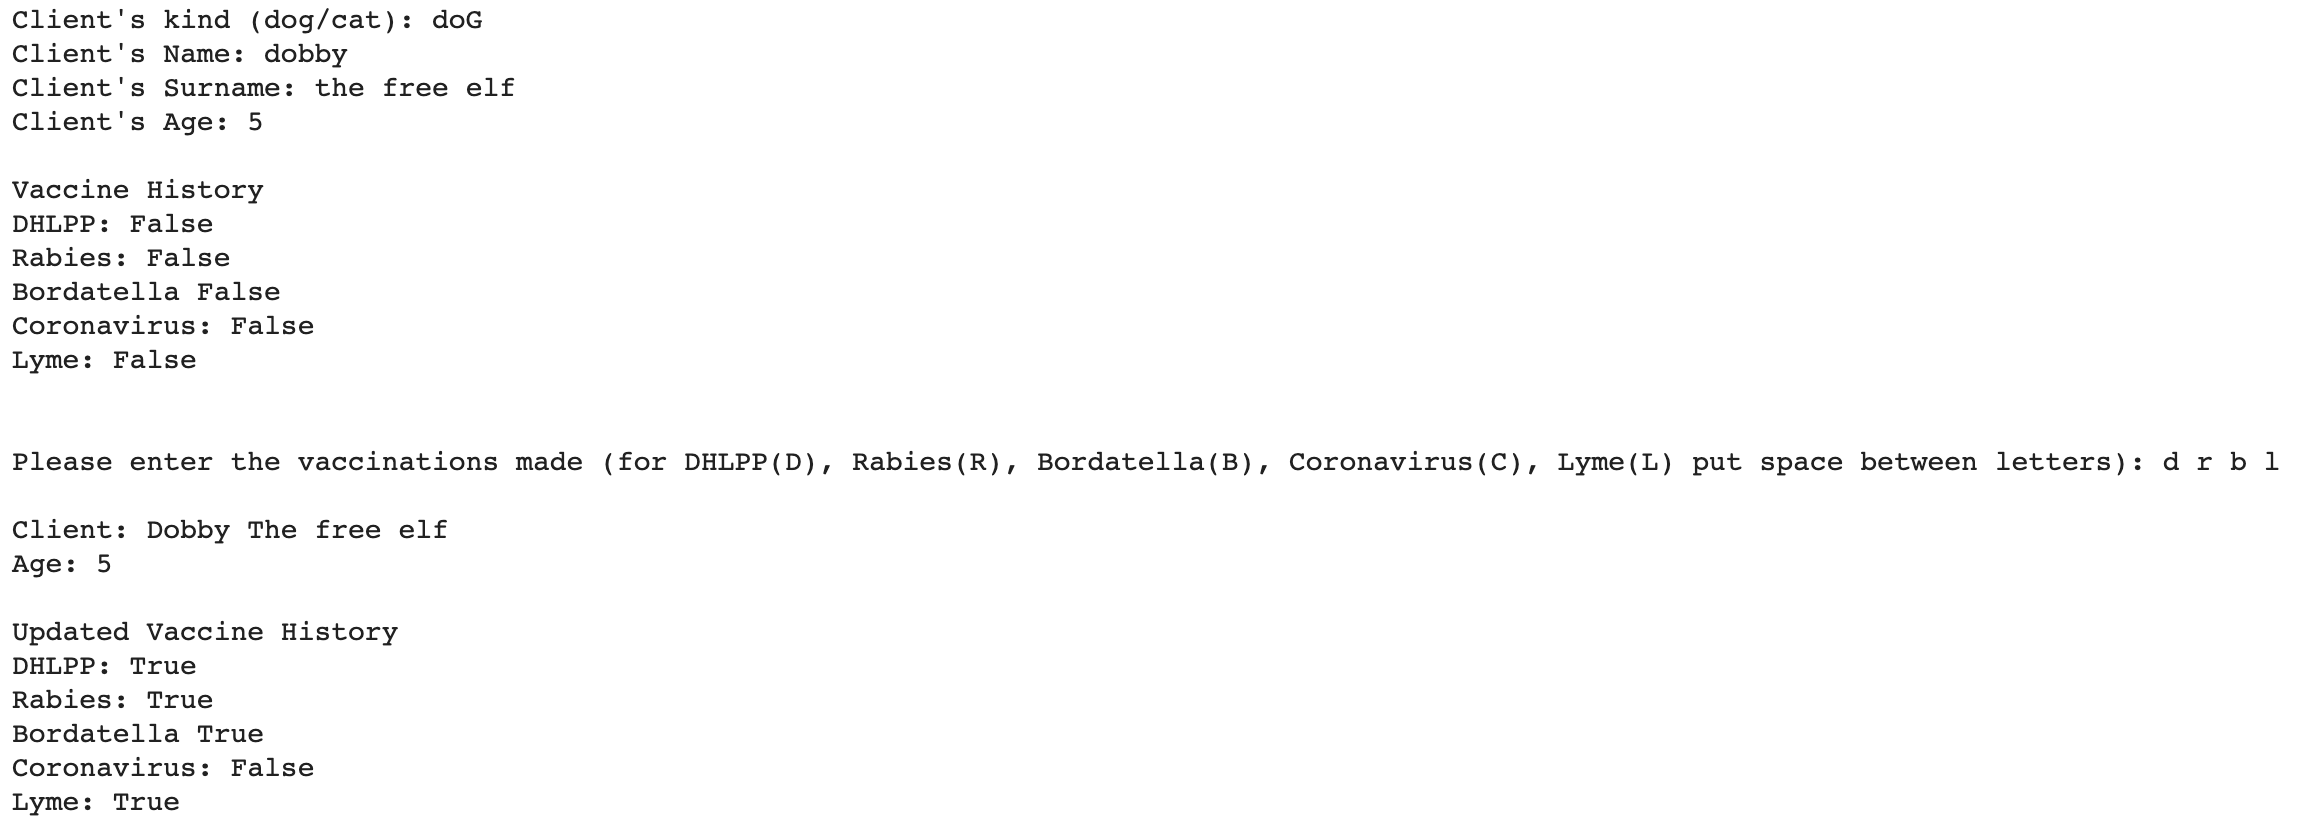 Client's kind (dog/cat): doG
Client's Name: dobby
Client's Surname: the free elf
Client's Age: 5
Vaccine History
DHLPP: False
Rabies: False
Bordatella False
Coronavirus: False
Lyme: False
Please enter the vaccinations made (for DHLPP(D), Rabies(R), Bordatella(B), Coronavirus(C), Lyme(L) put space between letters): d r b l
Client: Dobby The free elf
Age: 5
Updated Vaccine History
DHLPP: True
Rabies: True
Bordatella True
Coronavirus: False
Lyme: True